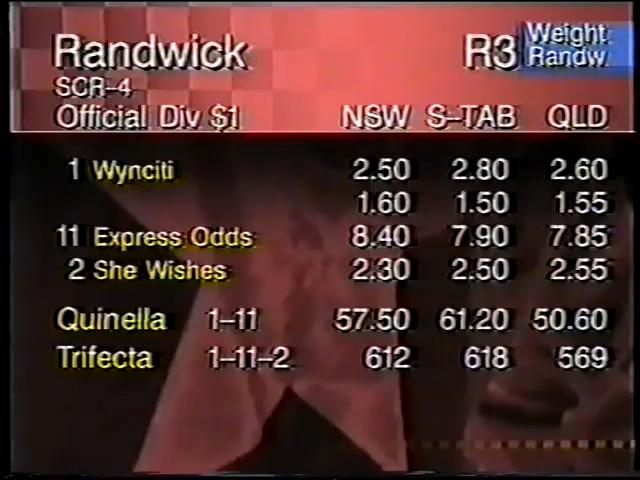 Randwick R3 Weight
Randw
SCR-4
Official Div $1 NSW S-TAB QLD
1 Wynciti 2.50 2.80 2.60
1.60 1.50 1.55
11 Express Odds 8.40 7.90 7.85
2 She Wishes 2.30 2.50 2.55
Quinella 1-11 57.50 61.20 50.60
Trifecta 1-11-2 612 618 569